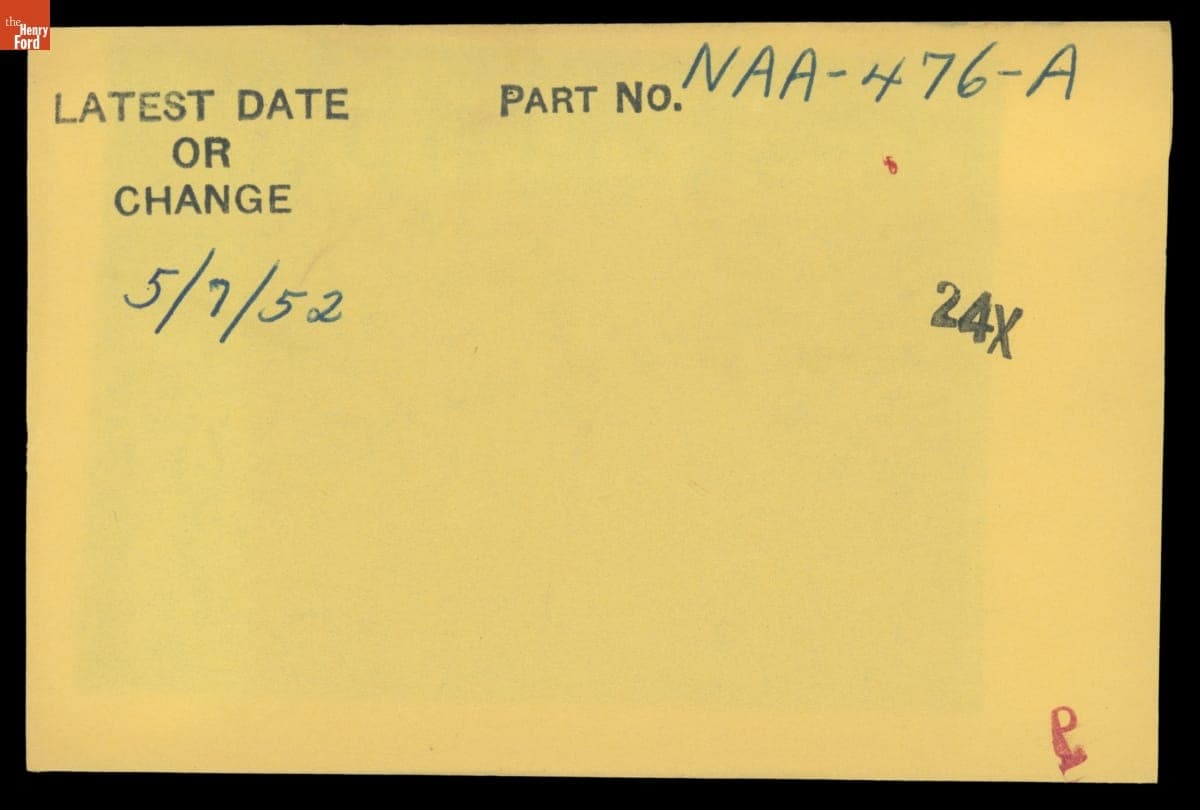 the
Henry
Ford
LATEST DATE
OR
CHANGE
5/7/52
PART NO. NAA-476-A
24X